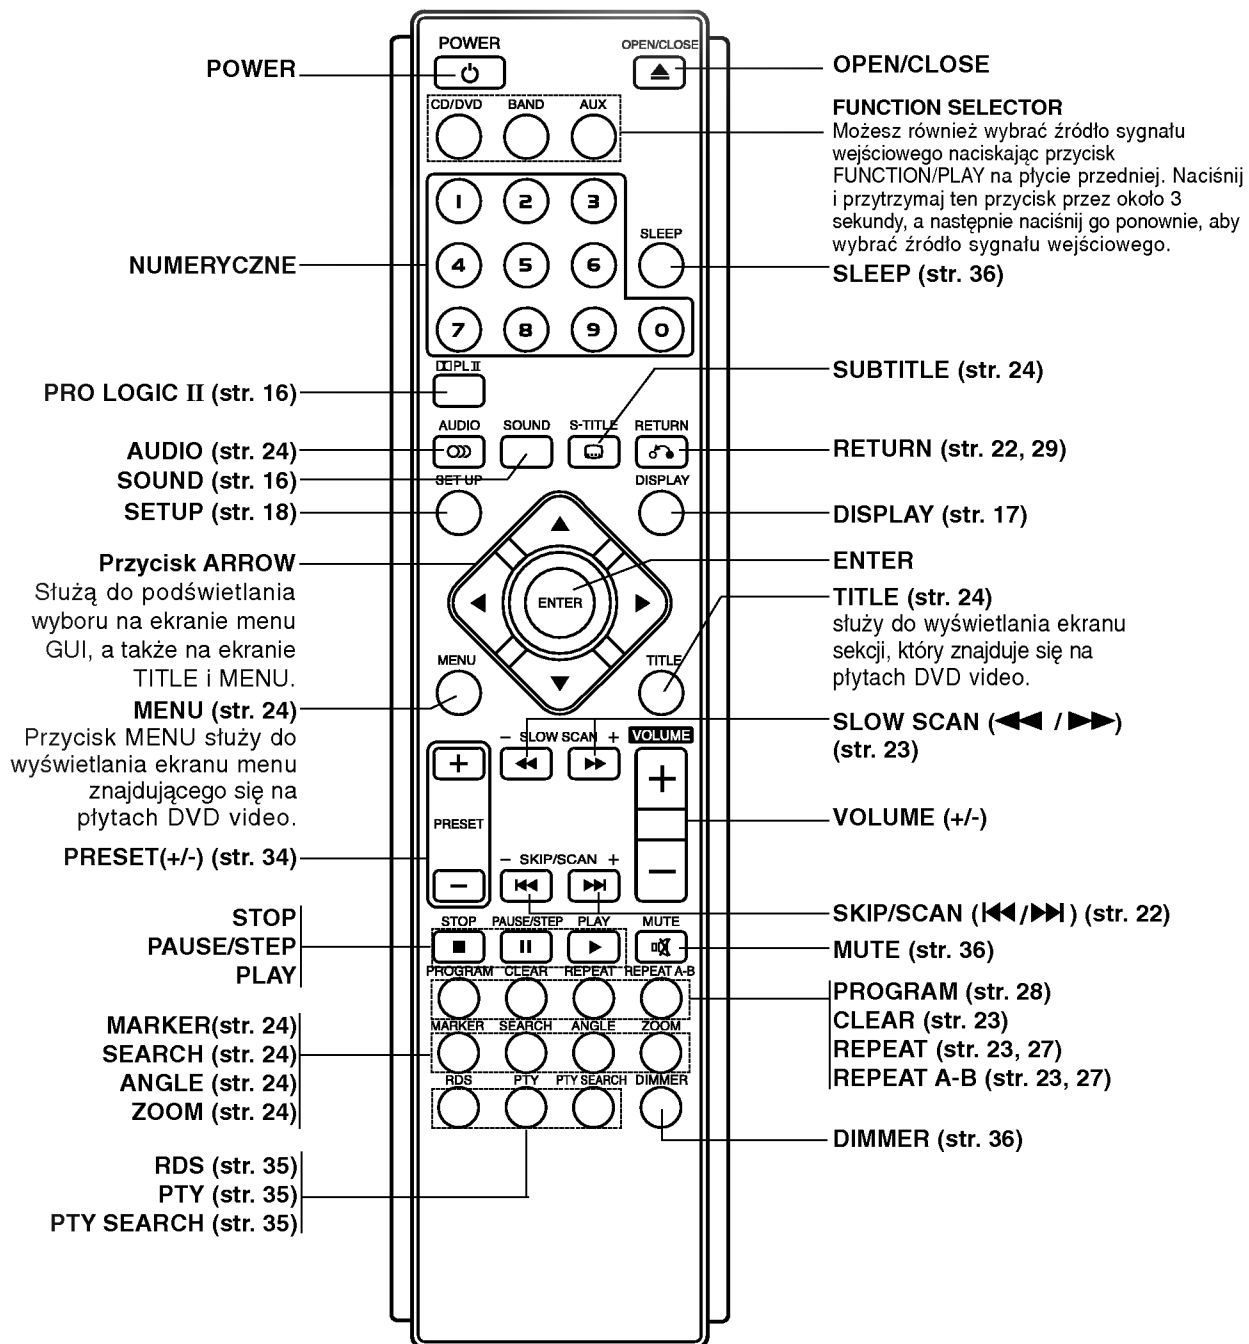 POWER
OPEN/CLOSE
CD/DVD BAND AUX
1 2 3
SLEEP
4 5 6
7 8 9 0
PL II
AUDIO SOUND S-TITLE RETURN
SET UP DISPLAY
ENTER
MENU TITLE
- SLOW SCAN + VOLUME
+ +
PRESET
- SKIP/SCAN +
− −
STOP PAUSE/STEP PLAY MUTE
PROGRAM CLEAR REPEAT REPEAT A-B
MARKER SEARCH ANGLE ZOOM
RDS PTY PTY SEARCH DIMMER
POWER
NUMERYCZNE
PRO LOGIC II (str. 16)
AUDIO (str. 24)
SOUND (str. 16)
SETUP (str. 18)
Przycisk ARROW
Służą do podświetlania
wyboru na ekranie menu
GUI, a także na ekranie
TITLE i MENU.
MENU (str. 24)
Przycisk MENU służy do
wyświetlania ekranu menu
znajdującego się na
płytach DVD video.
PRESET(+/-) (str. 34)
STOP
PAUSE/STEP
PLAY
MARKER(str. 24)
SEARCH (str. 24)
ANGLE (str. 24)
ZOOM (str. 24)
RDS (str. 35)
PTY (str. 35)
PTY SEARCH (str. 35)
OPEN/CLOSE
FUNCTION SELECTOR
Możesz również wybrać źródło sygnału
wejściowego naciskając przycisk
FUNCTION/PLAY na płycie przedniej. Naciśnij
i przytrzymaj ten przycisk przez około 3
sekundy, a następnie naciśnij go ponownie, aby
wybrać źródło sygnału wejściowego.
SLEEP (str. 36)
SUBTITLE (str. 24)
RETURN (str. 22, 29)
DISPLAY (str. 17)
ENTER
TITLE (str. 24)
służy do wyświetlania ekranu
sekcji, który znajduje się na
płytach DVD video.
SLOW SCAN (◀◀ / ▶▶)
(str. 23)
VOLUME (+/-)
SKIP/SCAN (|◀◀/▶▶|) (str. 22)
MUTE (str. 36)
PROGRAM (str. 28)
CLEAR (str. 23)
REPEAT (str. 23, 27)
REPEAT A-B (str. 23, 27)
DIMMER (str. 36)